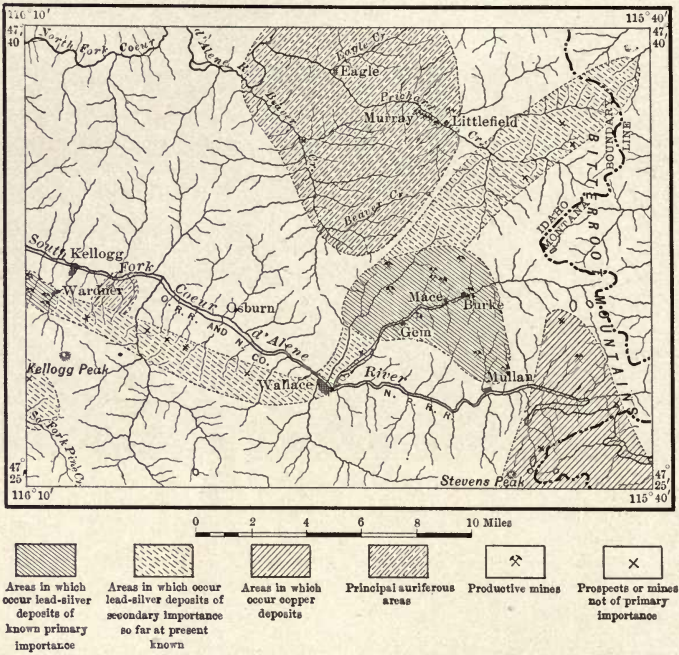 116°10′ 115°40′
47° 40 47° 40
North Fork Coeur d'Alene R.
Eagle Cr.
Eagle
Prichard Cr.
Murray Littlefield
Beaver Cr.
BOUNDARY LINE
IDAHO
MONTANA
BITTERROOT MOUNTAINS
South Fork Coeur d'Alene River
Kellogg
Wardner
Osburn
O. R. R. AND N. CO.
Mace Burke
Gem
Kellogg Peak
Wallace
Mullan
N. P. R. R.
So. Fork Pine Cr.
Stevens Peak
47° 25′ 47° 25′
116°10′ 115°40′
0 2 4 6 8 10 Miles
Areas in which
occur lead-silver
deposits of
known primary
importance
Areas in which occur
lead-silver deposits of
secondary importance
so far at present
known
Areas in which
occur copper
deposits
Principal auriferous
areas
Productive mines
Prospects or mines
not of primary
importance